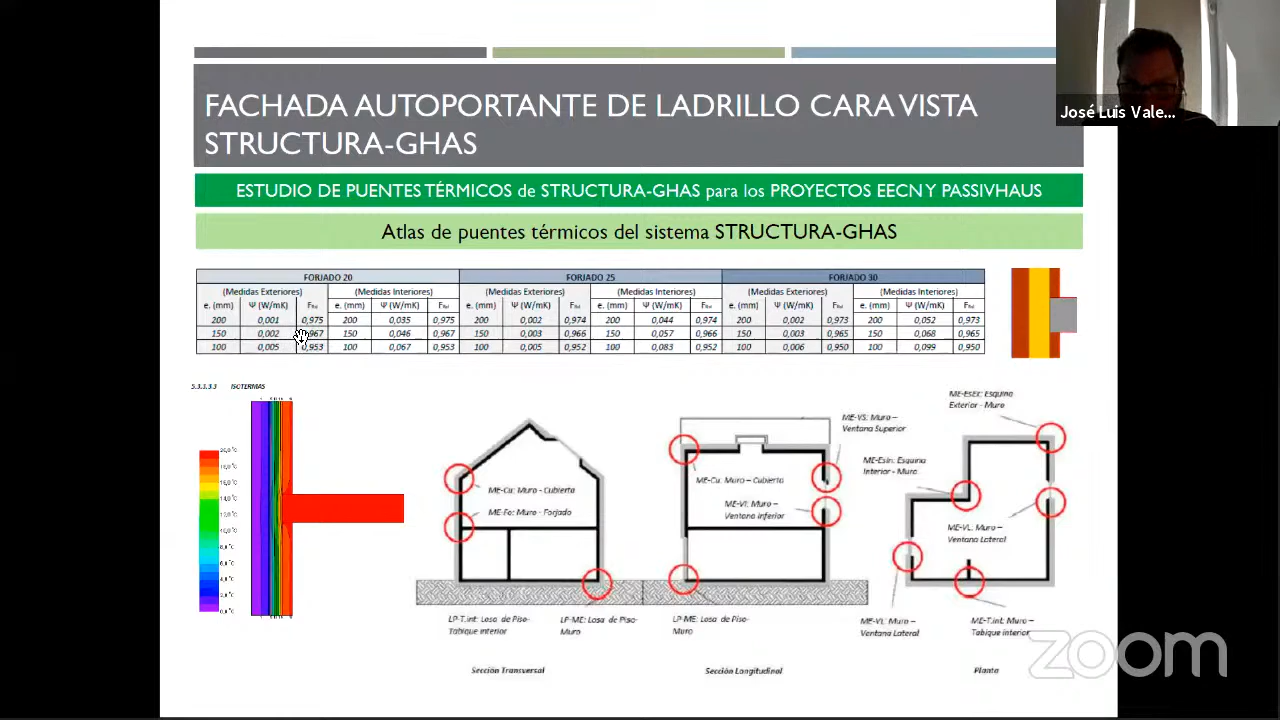 FACHADA AUTOPORTANTE DE LADRILLO CARA VISTA
STRUCTURA-GHAS
José Luis Vale...
ESTUDIO DE PUENTES TÉRMICOS de STRUCTURA-GHAS para los PROYECTOS EECN Y PASSIVHAUS
Atlas de puentes térmicos del sistema STRUCTURA-GHAS
FORJADO 20 FORJADO 25 FORJADO 30
(Medidas Exteriores) (Medidas Interiores) (Medidas Exteriores) (Medidas Interiores) (Medidas Exteriores) (Medidas Interiores)
e. (mm) Ψ (W/mK) e. (mm) Ψ (W/mK) e. (mm) Ψ (W/mK) e. (mm) Ψ (W/mK) e. (mm) Ψ (W/mK) e. (mm) Ψ (W/mK)
200 0,001 0,975 200 0,035 0,975 200 0,002 0,974 200 0,044 0,974 200 0,002 0,973 200 0,052 0,973
150 0,002 0,967 150 0,046 0,967 150 0,003 0,966 150 0,057 0,966 150 0,003 0,965 150 0,068 0,965
100 0,005 0,953 100 0,067 0,953 100 0,005 0,952 100 0,083 0,952 100 0,006 0,950 100 0,099 0,950
5.3.3.3.3 ISOTERMAS
ME-Cu: Muro - Cubierta
ME-Fo: Muro - Forjado
LP-T.int: Losa de Piso-
Tabique interior
LP-ME: Losa de Piso-
Muro
Sección Transversal
ME-VS: Muro –
Ventana Superior
ME-Cu: Muro – Cubierta
ME-VI: Muro –
Ventana Inferior
LP-ME: Losa de Piso-
Muro
Sección Longitudinal
ME-EsEx: Esquina
Exterior - Muro
ME-EsIn: Esquina
Interior - Muro
ME-VL: Muro –
Ventana Lateral
ME-VL: Muro –
Ventana Lateral
ME-T.int: Muro –
Tabique interior
Planta
zoom